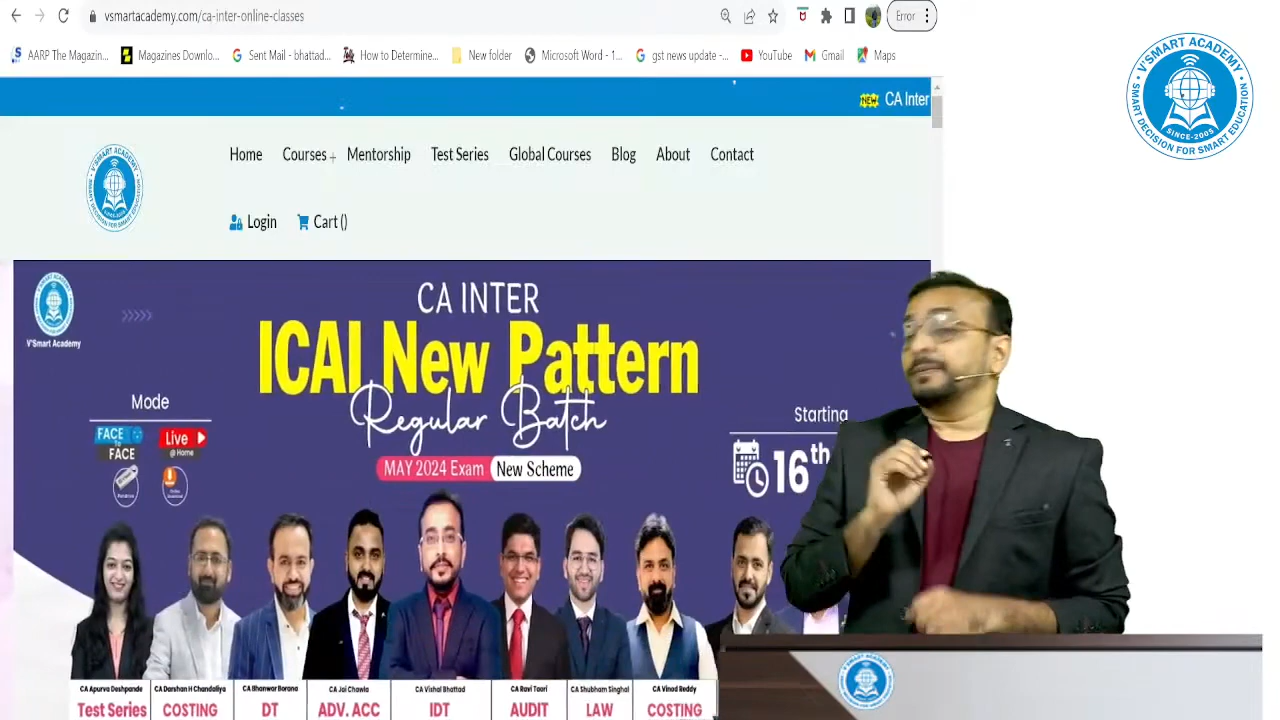 vsmartacademy.com/ca-inter-online-classes
Error
AARP The Magazin...
Magazines Downlo...
Sent Mail - bhattad...
How to Determine...
New folder
Microsoft Word - 1...
gst news update -...
YouTube
Gmail
Maps
NEW CA Inter
V'SMART ACADEMY
SMART DECISION FOR SMART EDUCATION
SINCE-2005
Home
Courses +
Mentorship
Test Series
Global Courses
Blog
About
Contact
Login
Cart ()
V'Smart Academy
CA INTER
ICAI New Pattern
Regular Batch
MAY 2024 Exam New Scheme
Mode
FACE
To
FACE
Live
@ Home
Starting
16th
CA Apurva Deshpande
Test Series
CA Darshan H Chandaliya
COSTING
CA Bhanwar Borana
DT
CA Jai Chawla
ADV. ACC
CA Vishal Bhattad
IDT
CA Ravi Taori
AUDIT
CA Shubham Singhal
LAW
CA Vinod Reddy
COSTING